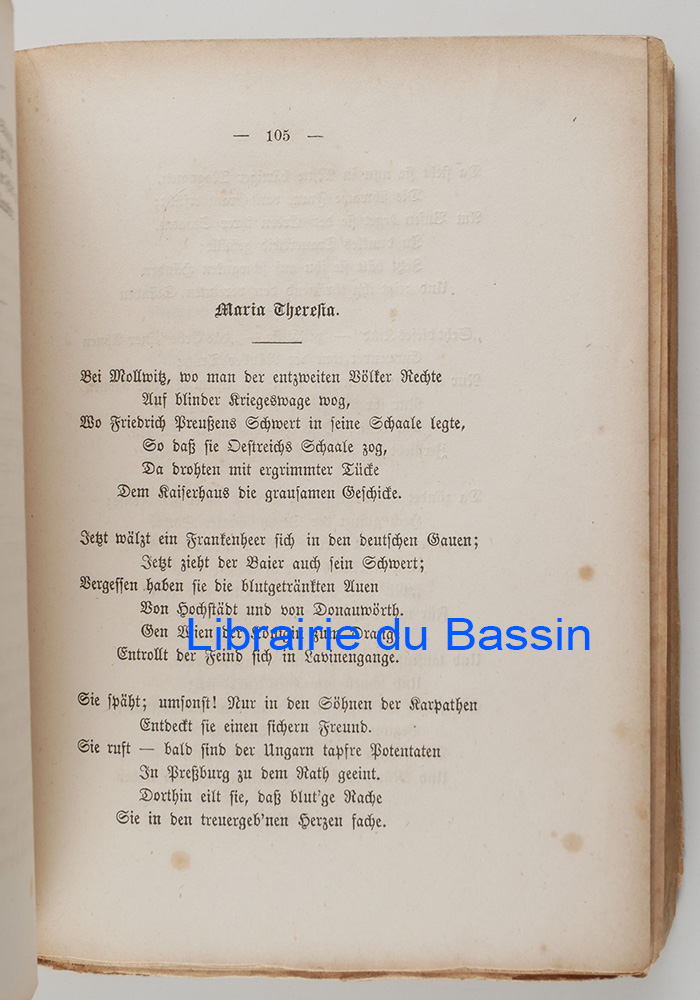 — 105 —
Maria Theresia.
Bei Mollwitz, wo man der entzweiten Völker Rechte
Auf blinder Kriegeswage wog,
Wo Friedrich Preußens Schwert in seine Schaale legte,
So daß sie Oestreichs Schaale zog,
Da drohten mit ergrimmter Tücke
Dem Kaiserhaus die grausamen Geschicke.
Jetzt wälzt ein Frankenheer sich in den deutschen Gauen;
Jetzt zieht der Baier auch sein Schwert;
Vergessen haben sie die blutgetränkten Auen
Von Hochstädt und von Donauwörth.
Gen Wien der Königin zum Drange
Librairie du Bassin
Entrollt der Feind sich in Lavinengange.
Sie späht; umsonst! Nur in den Söhnen der Karpathen
Entdeckt sie einen sichern Freund.
Sie ruft — bald sind der Ungarn tapfre Potentaten
In Preßburg zu dem Rath geeint.
Dorthin eilt sie, daß blut'ge Rache
Sie in den treuergeb'nen Herzen fache.